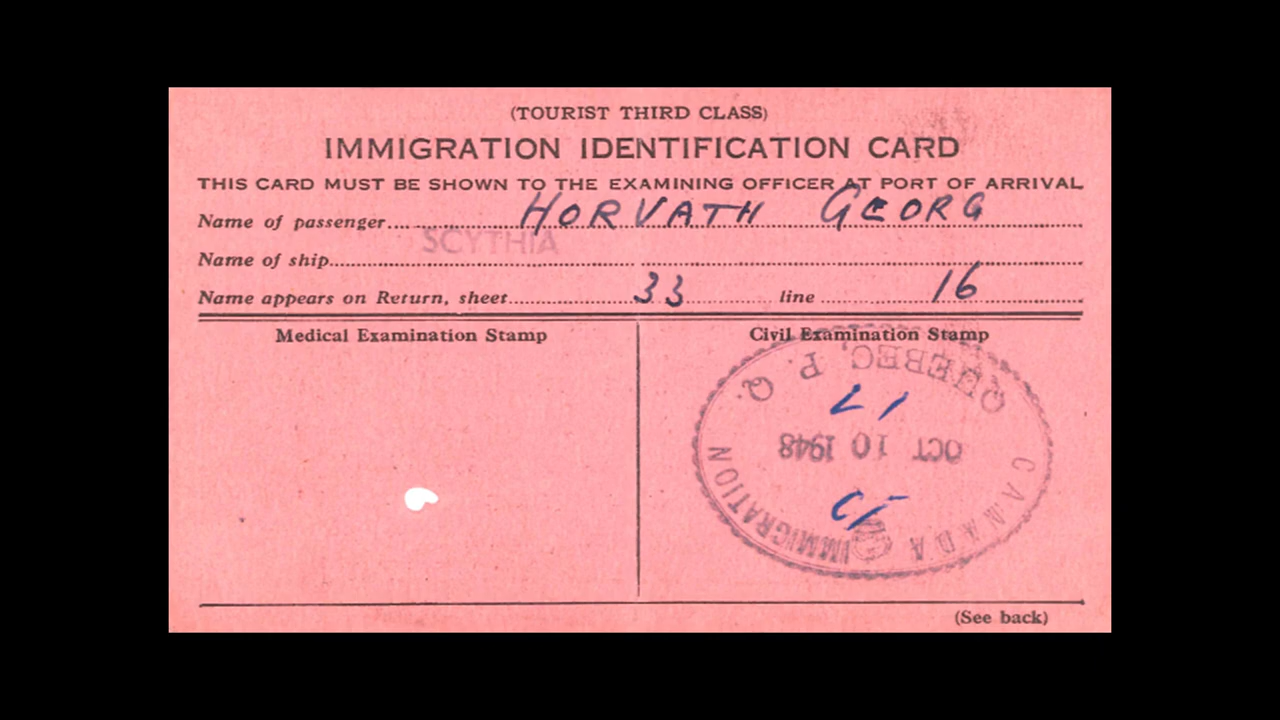 (TOURIST THIRD CLASS)
IMMIGRATION IDENTIFICATION CARD
THIS CARD MUST BE SHOWN TO THE EXAMINING OFFICER AT PORT OF ARRIVAL
Name of passenger HORVATH GEORG
Name of ship SCYTHIA
Name appears on Return, sheet 33 line 16
Medical Examination Stamp
Civil Examination Stamp
CANADA IMMIGRATION
OCT 10 1948
QUEBEC, P. Q.
(See back)